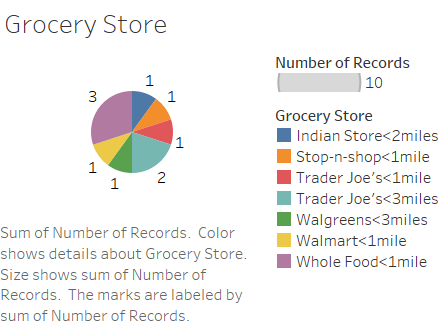 Grocery Store
Number of Records
10
Grocery Store
Indian Store<2miles
Stop-n-shop<1mile
Trader Joe's<1mile
Trader Joe's<3miles
Walgreens<3miles
Walmart<1mile
Whole Food<1mile
1
1
1
2
1
1
3
Sum of Number of Records. Color
shows details about Grocery Store.
Size shows sum of Number of
Records. The marks are labeled by
sum of Number of Records.